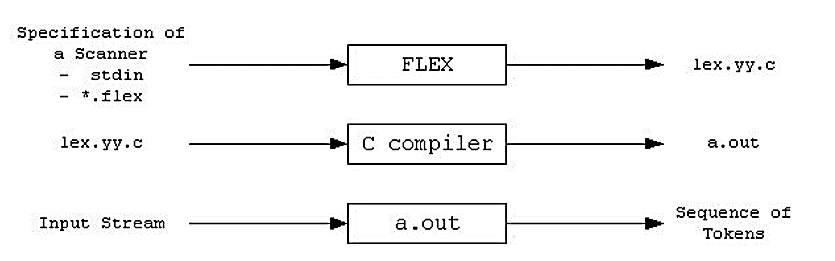 Specification of
a Scanner
- stdin
- *.flex
FLEX
lex.yy.c
lex.yy.c
C compiler
a.out
Input Stream
a.out
Sequence of
Tokens